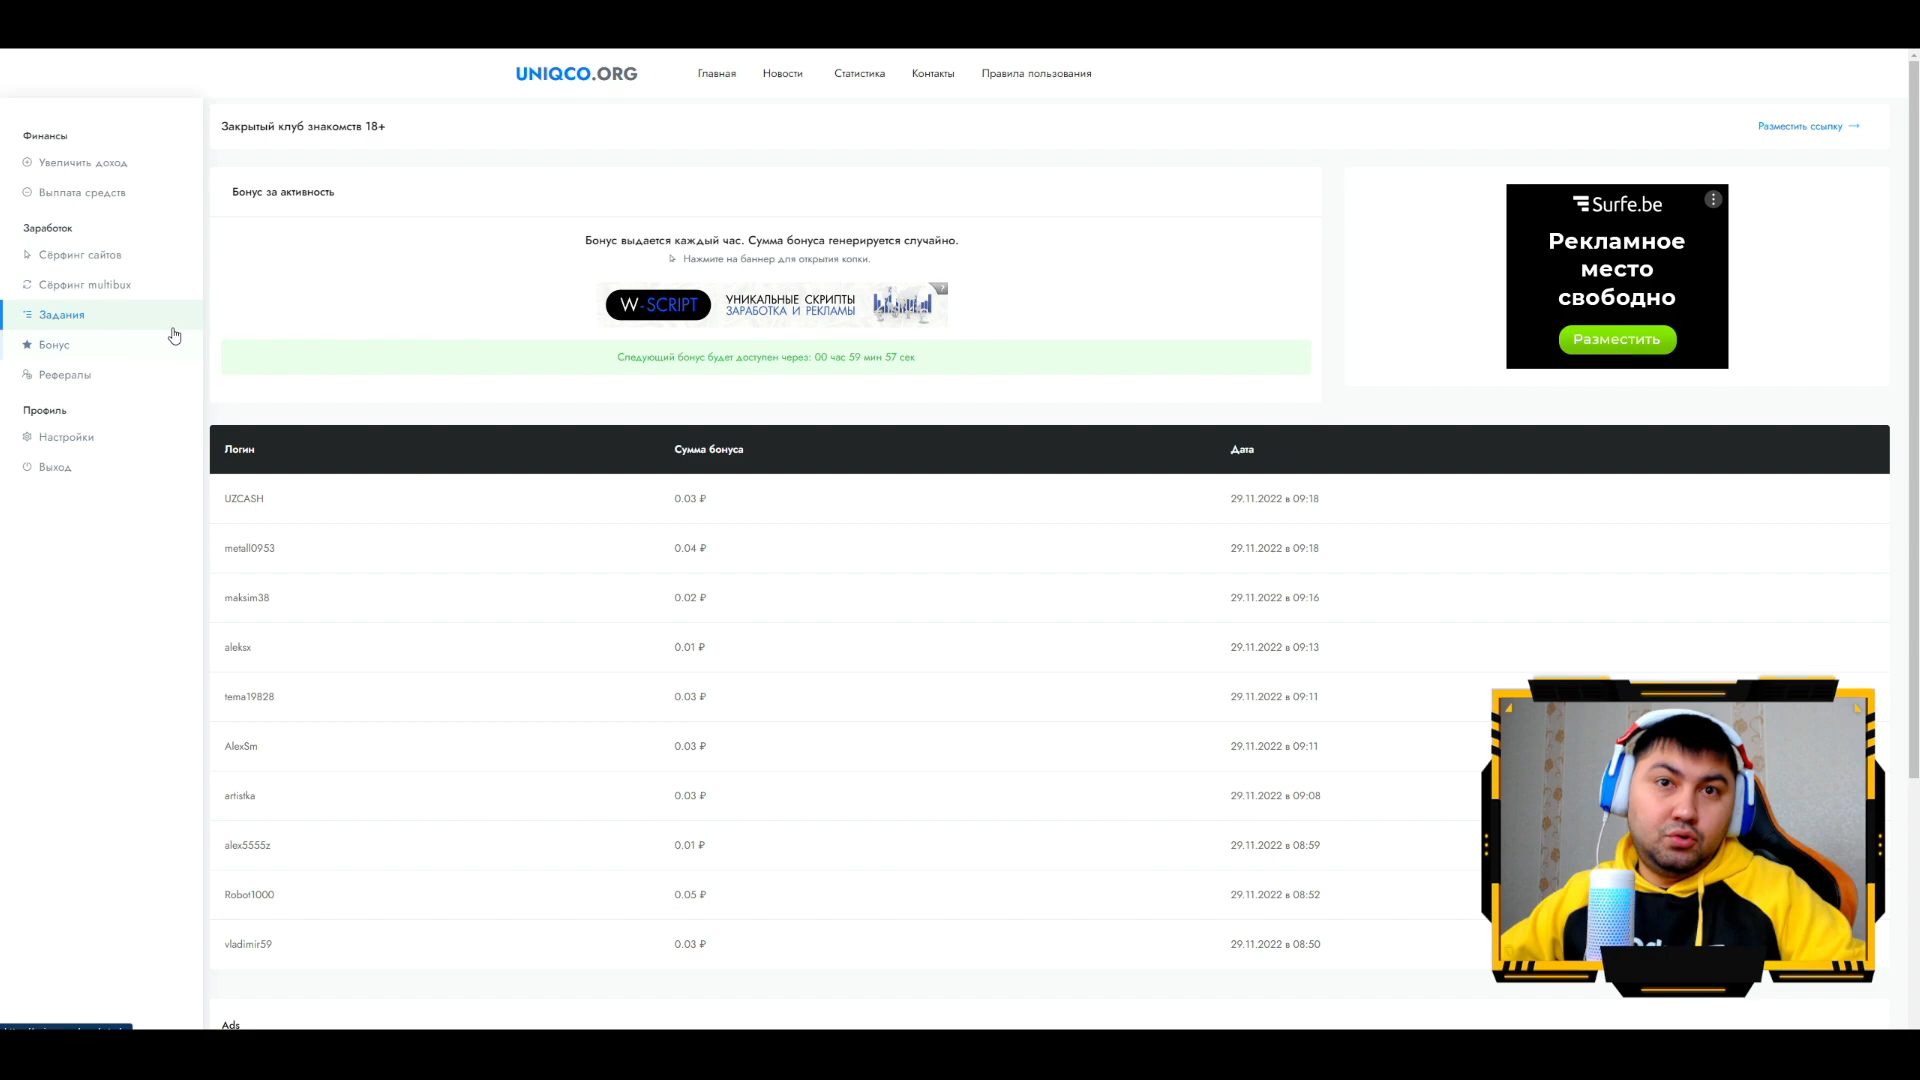 UNIQCO.ORG
Главная
Новости
Статистика
Контакты
Правила пользования
Финансы
Увеличить доход
Выплата средств
Заработок
Сёрфинг сайтов
Сёрфинг multibux
Задания
Бонус
Рефералы
Профиль
Настройки
Выход
Закрытый клуб знакомств 18+
Разместить ссылку →
Бонус за активность
Бонус выдается каждый час. Сумма бонуса генерируется случайно.
Нажмите на баннер для открытия копки.
W-SCRIPT
УНИКАЛЬНЫЕ СКРИПТЫ
ЗАРАБОТКА И РЕКЛАМЫ
?
Следующий бонус будет доступен через: 00 час 59 мин 57 сек
Surfe.be
Рекламное
место
свободно
Разместить
Логин Сумма бонуса Дата
UZCASH 0.03 ₽ 29.11.2022 в 09:18
metall0953 0.04 ₽ 29.11.2022 в 09:18
maksim38 0.02 ₽ 29.11.2022 в 09:16
aleksx 0.01 ₽ 29.11.2022 в 09:13
tema19828 0.03 ₽ 29.11.2022 в 09:11
AlexSm 0.03 ₽ 29.11.2022 в 09:11
artistka 0.03 ₽ 29.11.2022 в 09:08
alex5555z 0.01 ₽ 29.11.2022 в 08:59
Robot1000 0.05 ₽ 29.11.2022 в 08:52
vladimir59 0.03 ₽ 29.11.2022 в 08:50
Ads